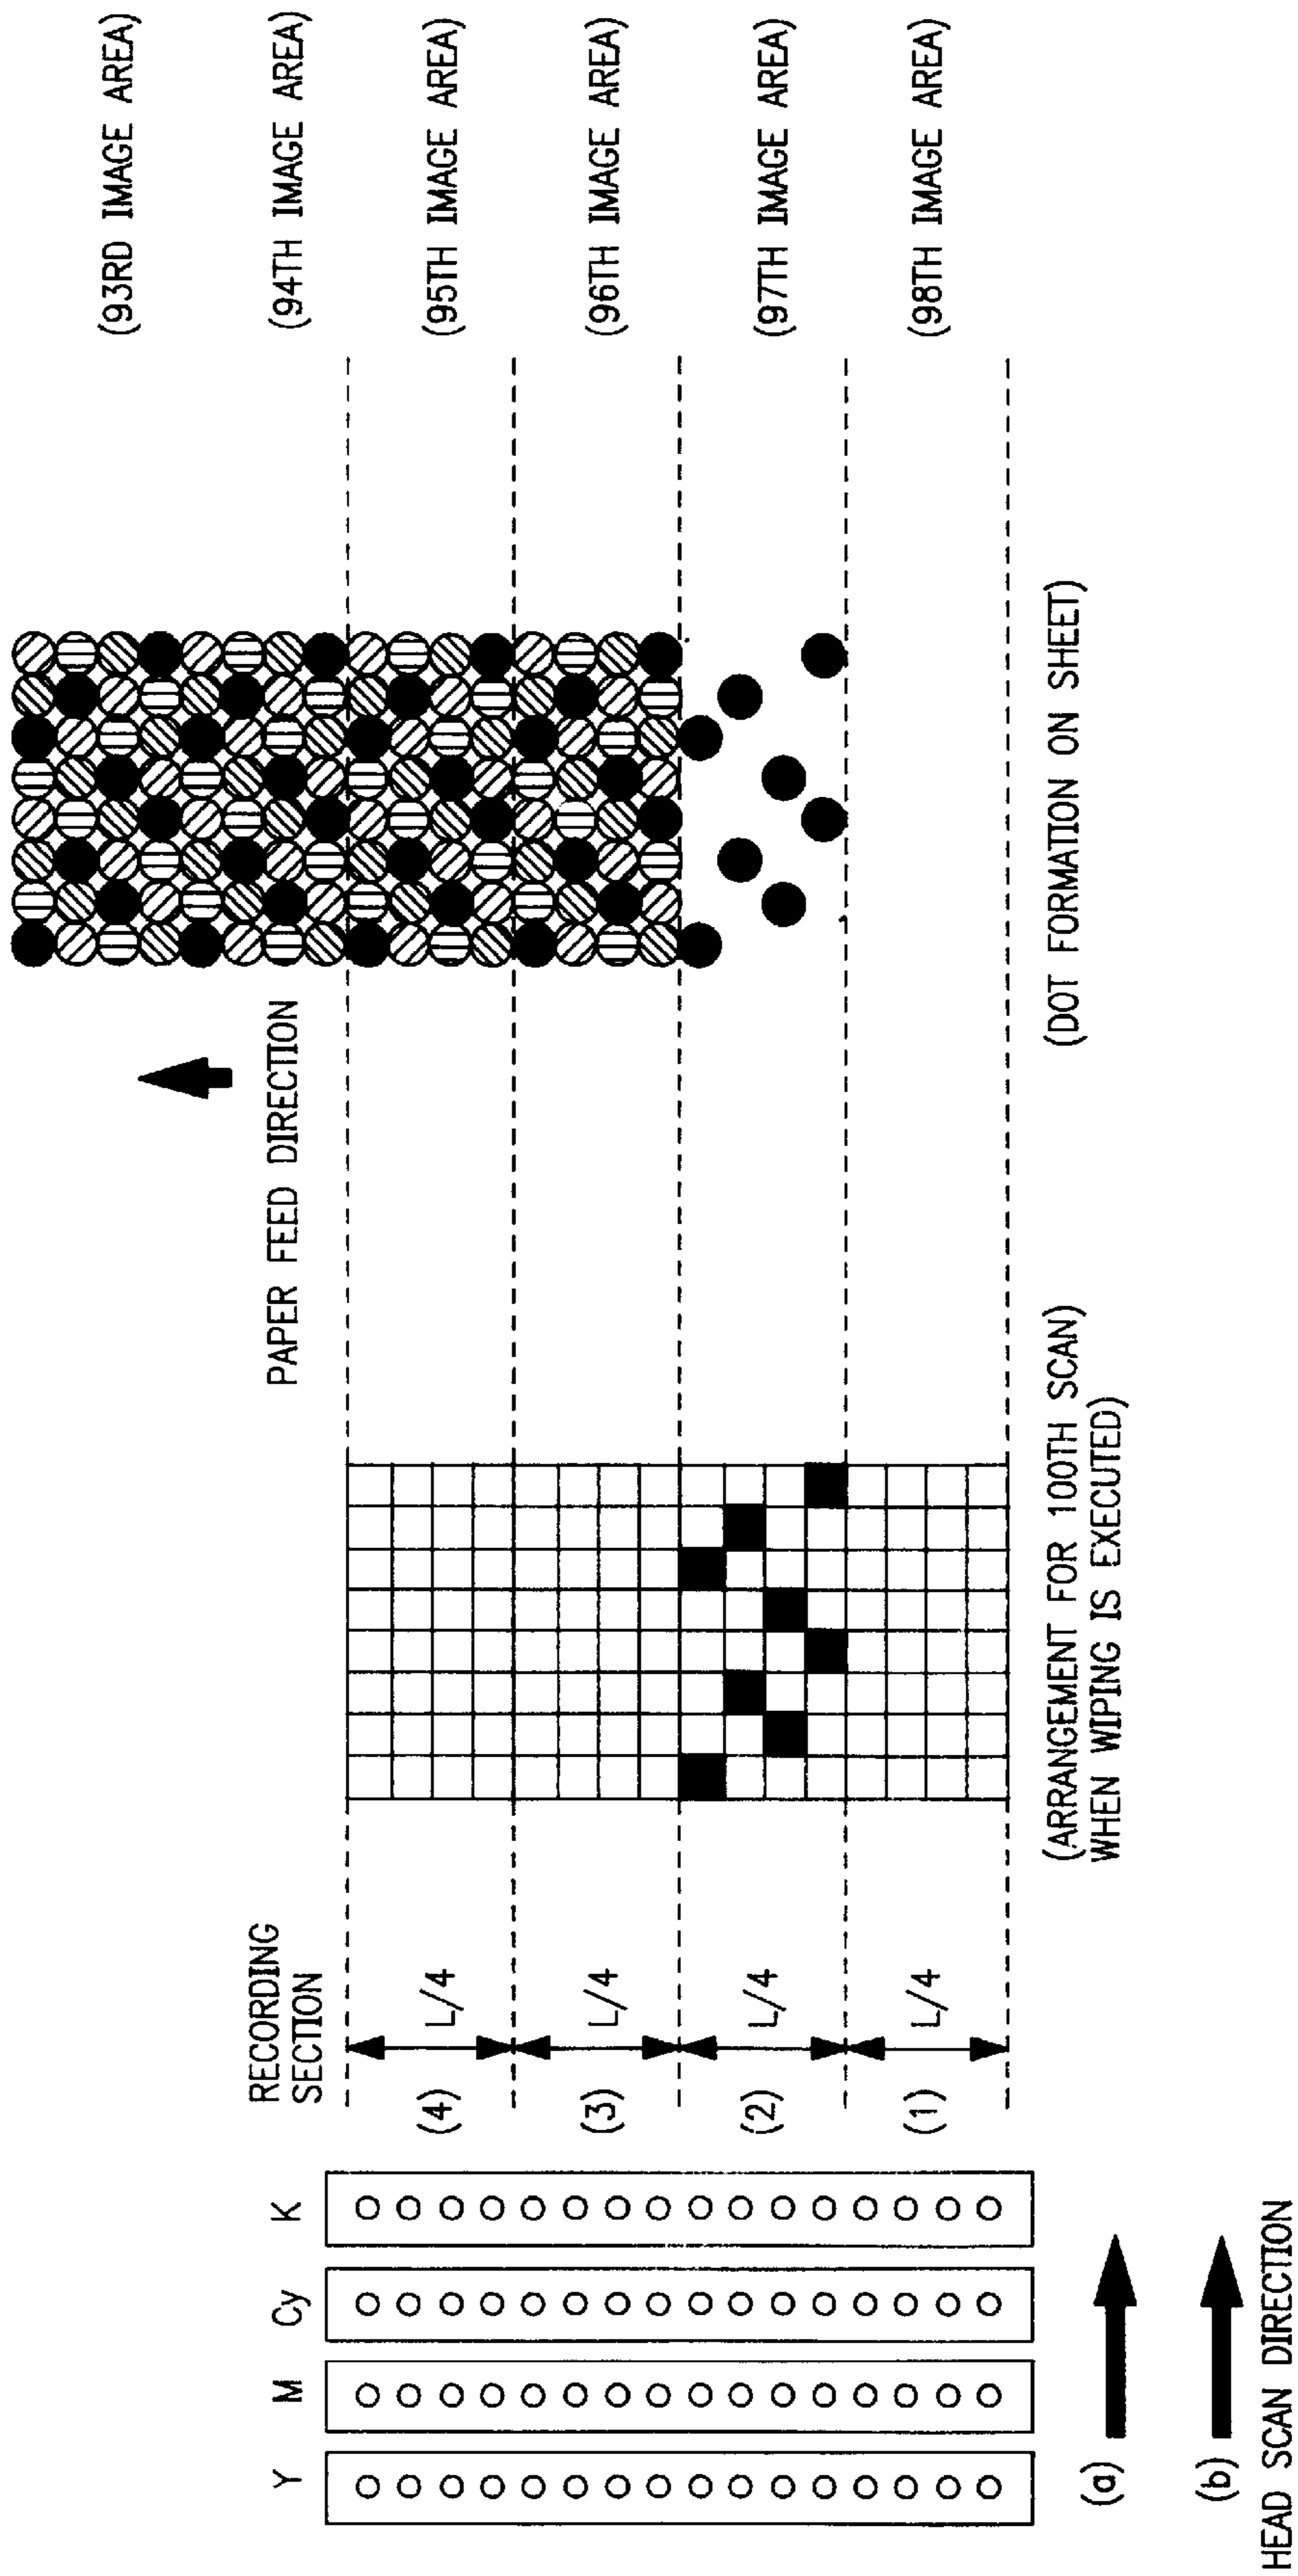 Y
M
Cy
K
RECORDING
SECTION
(4)
L/4
(3)
L/4
(2)
L/4
(1)
L/4
(a)
(b)
HEAD SCAN DIRECTION
(ARRANGEMENT FOR 100TH SCAN)
WHEN WIPING IS EXECUTED)
PAPER FEED DIRECTION
(DOT FORMATION ON SHEET)
(93RD IMAGE AREA)
(94TH IMAGE AREA)
(95TH IMAGE AREA)
(96TH IMAGE AREA)
(97TH IMAGE AREA)
(98TH IMAGE AREA)